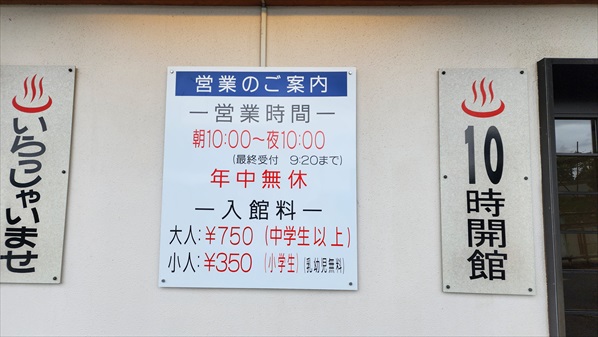 いらっしゃいませ
営業のご案内
ー営業時間ー
朝10:00～夜10:00
(最終受付 9:20まで)
年中無休
ー入館料ー
大人:¥750 (中学生以上)
小人:¥350 (小学生) (乳幼児無料)
10時開館